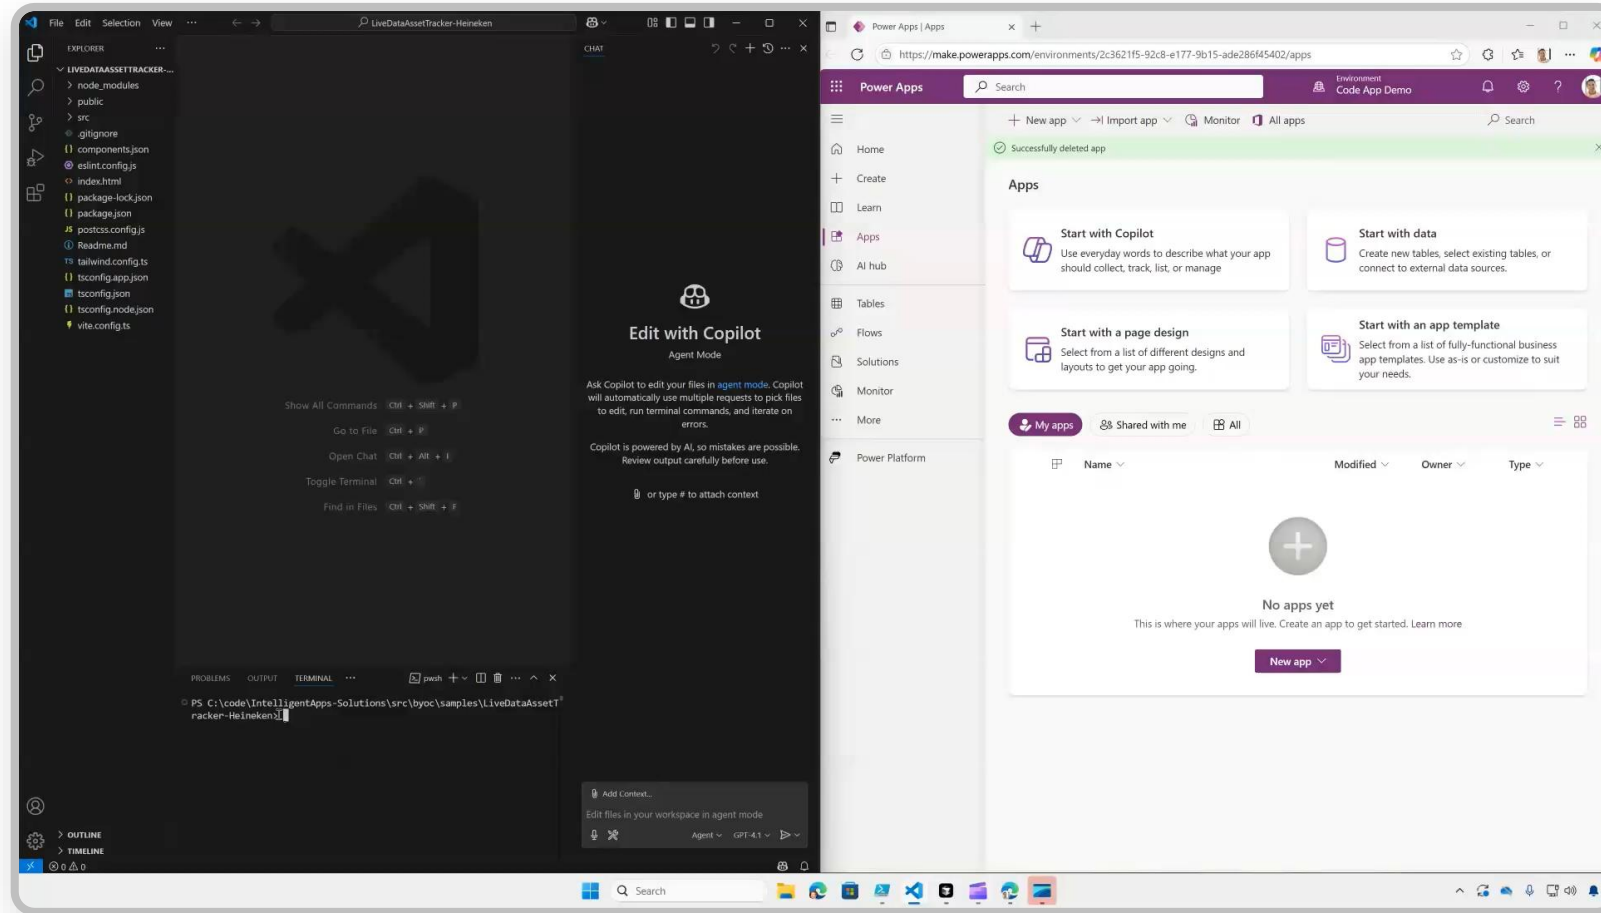 File Edit Selection View ···
LiveDataAssetTracker-Heineken
EXPLORER ···
LIVEDATAASSETTRACKER-...
node_modules
public
src
.gitignore
components.json
eslint.config.js
index.html
package-lock.json
package.json
JS postcss.config.js
Readme.md
TS tailwind.config.ts
tsconfig.app.json
tsconfig.json
tsconfig.node.json
vite.config.ts
OUTLINE
TIMELINE
0 0
Show All Commands Ctrl + Shift + P
Go to File Ctrl + P
Open Chat Ctrl + Alt + I
Toggle Terminal Ctrl + `
Find in Files Ctrl + Shift + F
PROBLEMS OUTPUT TERMINAL ··· pwsh
PS C:\code\IntelligentApps-Solutions\src\byoc\samples\LiveDataAssetT
racker-Heineken>
CHAT
Edit with Copilot
Agent Mode
Ask Copilot to edit your files in agent mode. Copilot
will automatically use multiple requests to pick files
to edit, run terminal commands, and iterate on
errors.
Copilot is powered by AI, so mistakes are possible.
Review output carefully before use.
or type # to attach context
Add Context...
Edit files in your workspace in agent mode
Agent GPT-4.1
Power Apps | Apps
https://make.powerapps.com/environments/2c3621f5-92c8-e177-9b15-ade286f45402/apps
Power Apps
Search
Environment
Code App Demo
?
New app Import app Monitor All apps Search
Successfully deleted app
Home
Create
Learn
Apps
AI hub
Tables
Flows
Solutions
Monitor
More
Power Platform
Apps
Start with Copilot
Use everyday words to describe what your app
should collect, track, list, or manage
Start with data
Create new tables, select existing tables, or
connect to external data sources.
Start with a page design
Select from a list of different designs and
layouts to get your app going.
Start with an app template
Select from a list of fully-functional business
app templates. Use as-is or customize to suit
your needs.
My apps Shared with me All
Name Modified Owner Type
No apps yet
This is where your apps will live. Create an app to get started. Learn more
New app
Search